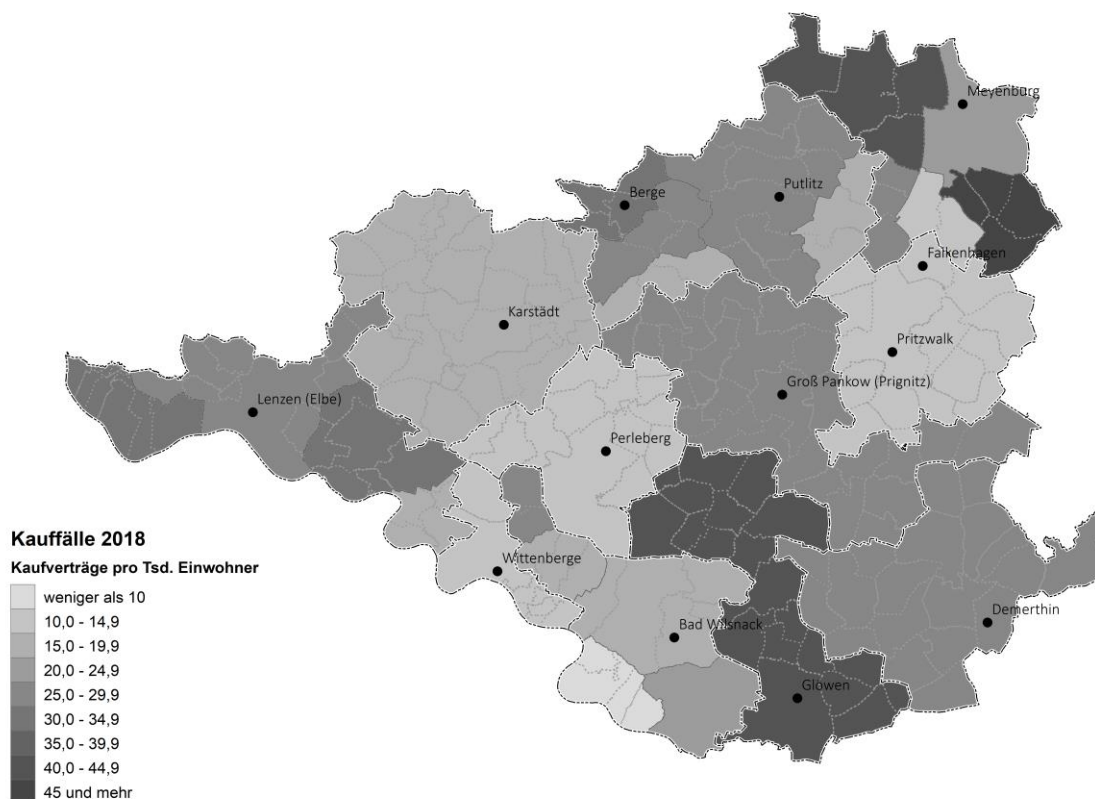 Meyenburg
Putlitz
Berge
Falkenhagen
Karstädt
Pritzwalk
Groß Pankow (Prignitz)
Lenzen (Elbe)
Perleberg
Kauffälle 2018
Kaufverträge pro Tsd. Einwohner
Wittenberge
weniger als 10
10,0 - 14,9
Demerthin
15,0 - 19,9
Bad Wilsnack
20,0 - 24,9
25,0 - 29,9
Glöwen
30,0 - 34,9
35,0 - 39,9
40,0 - 44,9
45 und mehr